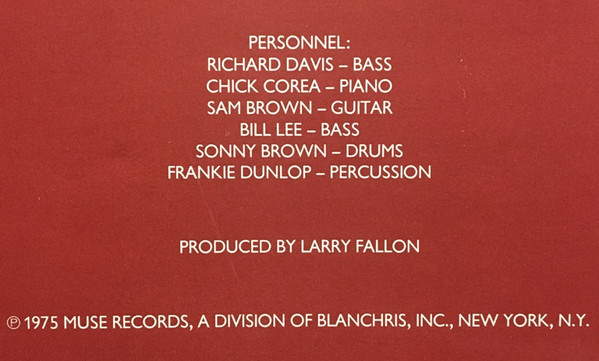 PERSONNEL:
RICHARD DAVIS – BASS
CHICK COREA – PIANO
SAM BROWN – GUITAR
BILL LEE – BASS
SONNY BROWN – DRUMS
FRANKIE DUNLOP – PERCUSSION
PRODUCED BY LARRY FALLON
℗ 1975 MUSE RECORDS, A DIVISION OF BLANCHRIS, INC., NEW YORK, N.Y.